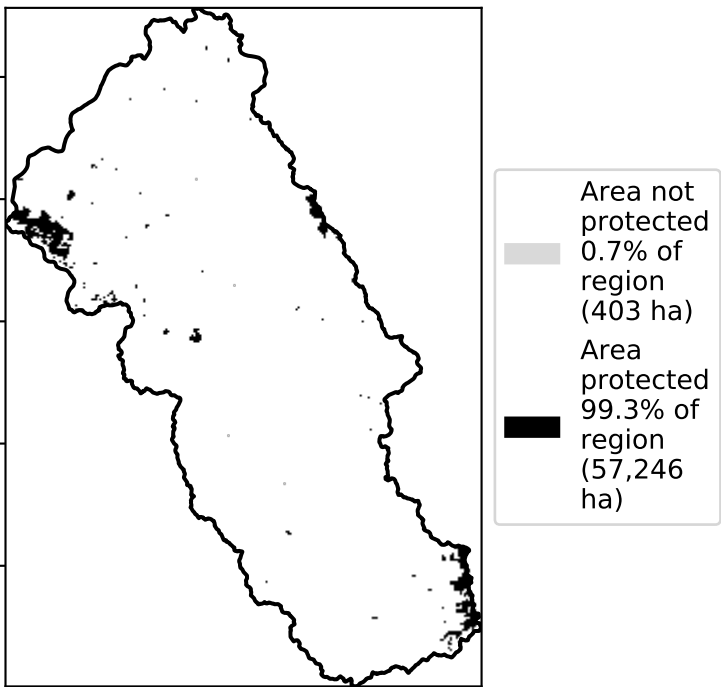 Area not
protected
0.7% of
region
(403 ha)
Area
protected
99.3% of
region
(57,246
ha)